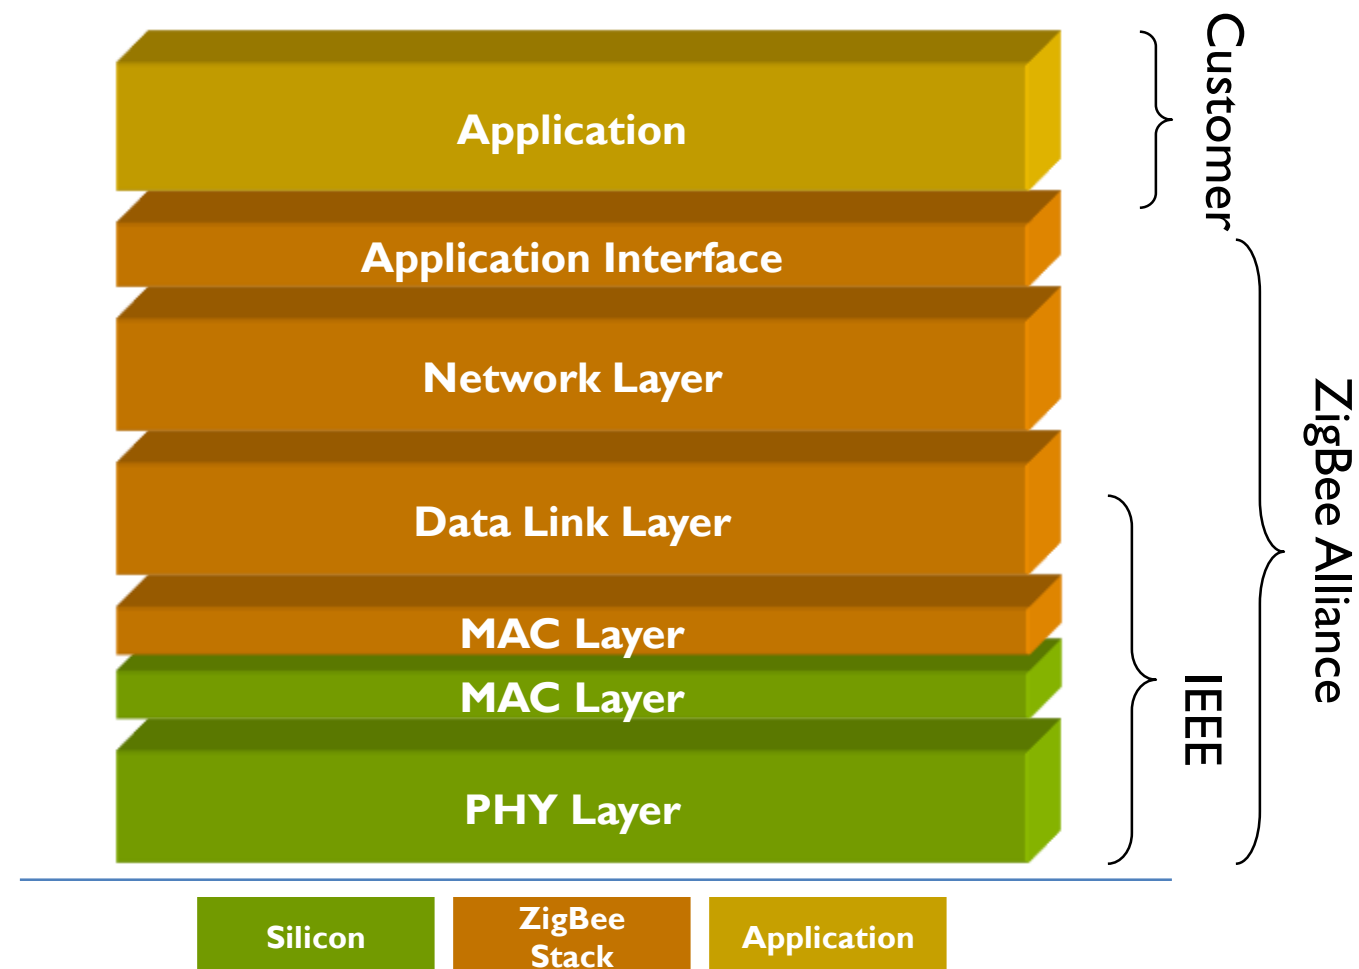 Application
Application Interface
Network Layer
Data Link Layer
MAC Layer
MAC Layer
PHY Layer
Customer
ZigBee Alliance
IEEE
Silicon
ZigBee
Stack
Application